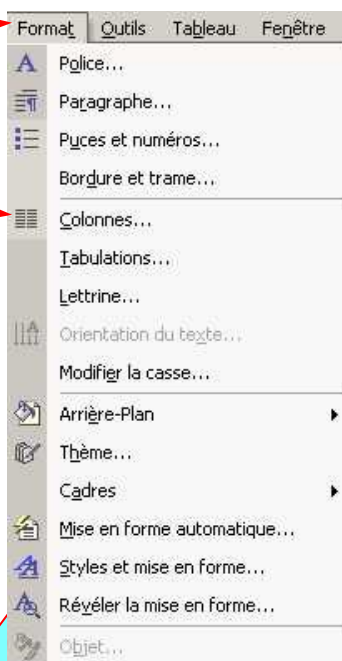 Format Outils Tableau Fenêtre
Police...
Paragraphe...
Puces et numéros...
Bordure et trame...
Colonnes...
Tabulations...
Lettrine...
Orientation du texte...
Modifier la casse...
Arrière-Plan
Thème...
Cadres
Mise en forme automatique...
Styles et mise en forme...
Révéler la mise en forme...
Objet...